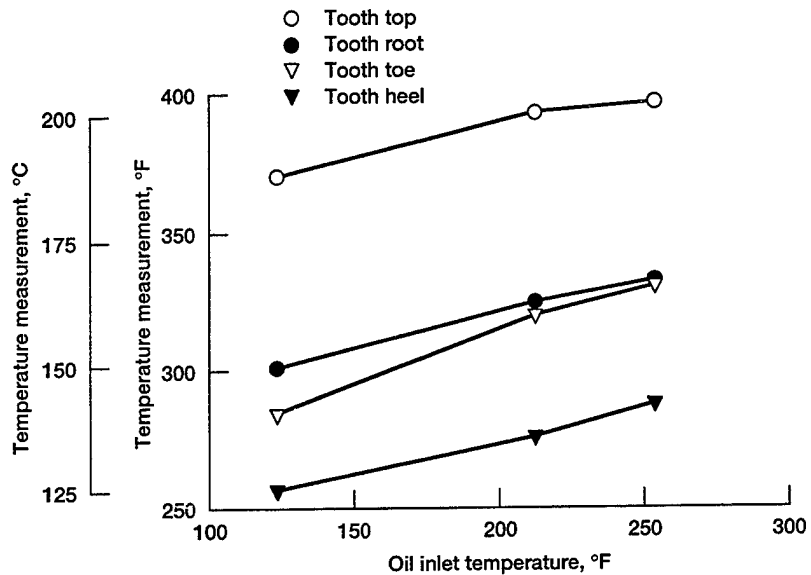 Tooth top
Tooth root
Tooth toe
Tooth heel
Temperature measurement, °C
200
175
150
125
Temperature measurement, °F
400
350
300
250
100
150
200
250
300
Oil inlet temperature, °F